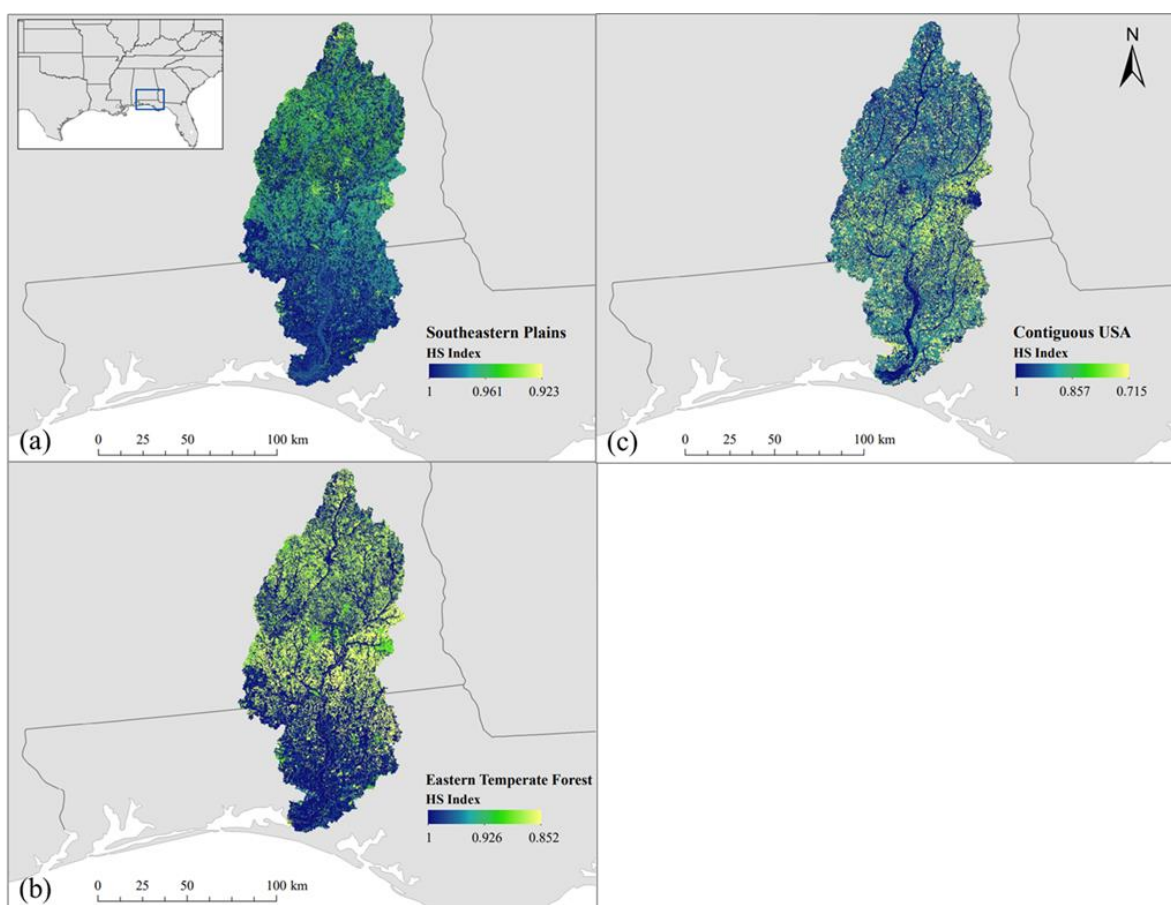 Southeastern Plains
HS Index
1 0.961 0.923
0 25 50 100 km
(a)
N
Contiguous USA
HS Index
1 0.857 0.715
0 25 50 100 km
(c)
Eastern Temperate Forest
HS Index
1 0.926 0.852
0 25 50 100 km
(b)